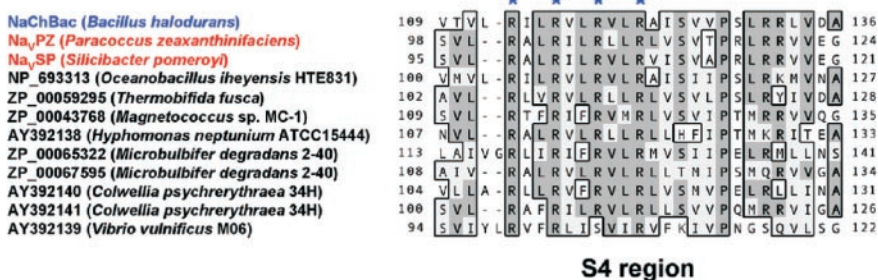 NaChBac (Bacillus halodurans) 109 V T V L - R I L R V L R V L R A I S V V P S L R R L V D A 136
NavPZ (Paracoccus zeaxanthinifaciens) 98 S V L - - R A L R I L R L L R L V S V T P R L R R V V E G 124
NavSP (Silicibacter pomeroyi) 95 S V L - - R A L R I L R V L R V I S V A P R L R R V V E G 121
NP_693313 (Oceanobacillus iheyensis HTE831) 100 V M V L - R I L R V L R V L R A I S I I P S L R K M V N A 127
ZP_00059295 (Thermobifida fusca) 102 A V L - - R L V R V L R L L R L V S V L P S L R Y I V D A 128
ZP_00043768 (Magnetococcus sp. MC-1) 109 S V L - - R T F R I F R V M R L V S I I P T M R R V V Q G 135
AY392138 (Hyphomonas neptunium ATCC15444) 107 N V L - - R A L R V L R L L R L H F I P T M K R I T E A 133
ZP_00065322 (Microbulbifer degradans 2-40) 113 L A I V G R L I R I F R V L R M V S I I P E L R M L L N S 141
ZP_00067595 (Microbulbifer degradans 2-40) 108 A I V - - R A L R V L R V L R L L T M I P S M Q R V V G A 134
AY392140 (Colwellia psychrerythraea 34H) 104 V L L A - R L L R V F R V L R L V S M V P E L R L L I N A 131
AY392141 (Colwellia psychrerythraea 34H) 100 S V L - - R A F R I L R V L R L L S V V P Q M R R V I G A 126
AY392139 (Vibrio vulnificus M06) 94 S V I Y L R V F R L I S V I R V F K I V P N G S Q V L S G 122
S4 region